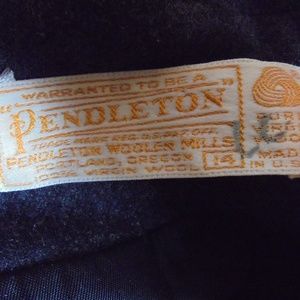 WARRANTED TO BE A
"PENDLETON"
PENDLETON WOOLEN MILLS
PORTLAND, OREGON
14
100% VIRGIN WOOL
MADE
IN U.S.